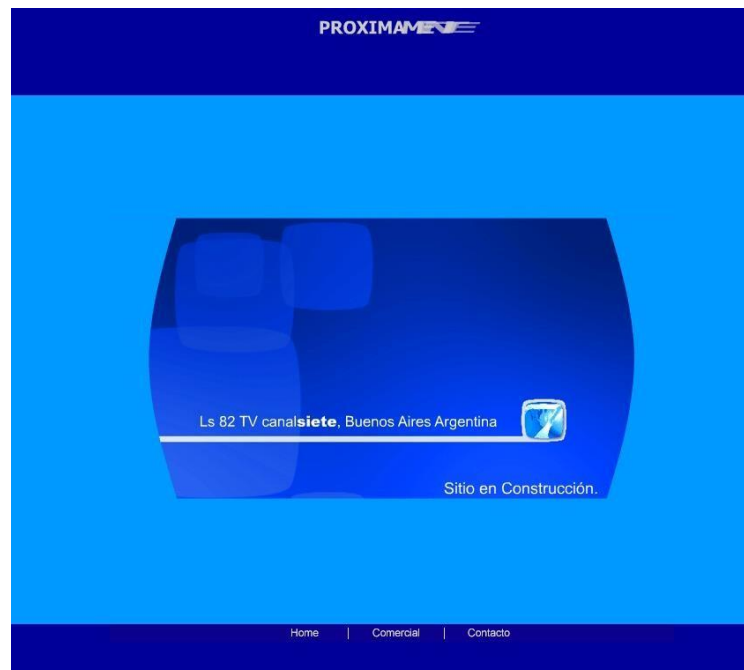 PROXIMAMENTE
Ls 82 TV canalsiete, Buenos Aires Argentina
Sitio en Construcción.
Home | Comercial | Contacto